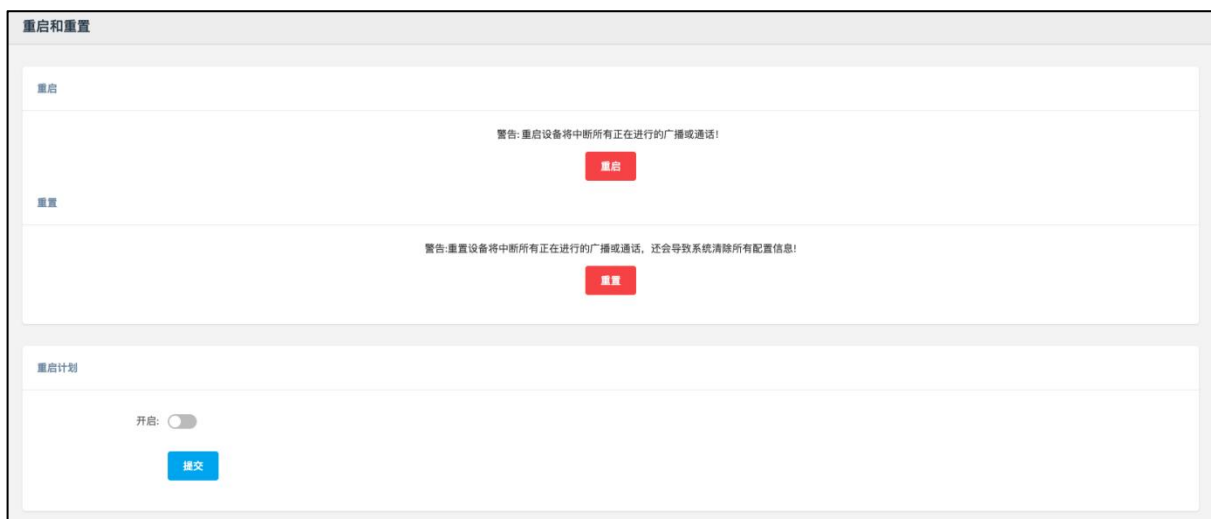 重启和重置
重启
警告: 重启设备将中断所有正在进行的广播或通话!
重启
重置
警告:重置设备将中断所有正在进行的广播或通话，还会导致系统清除所有配置信息!
重置
重启计划
开启:
提交